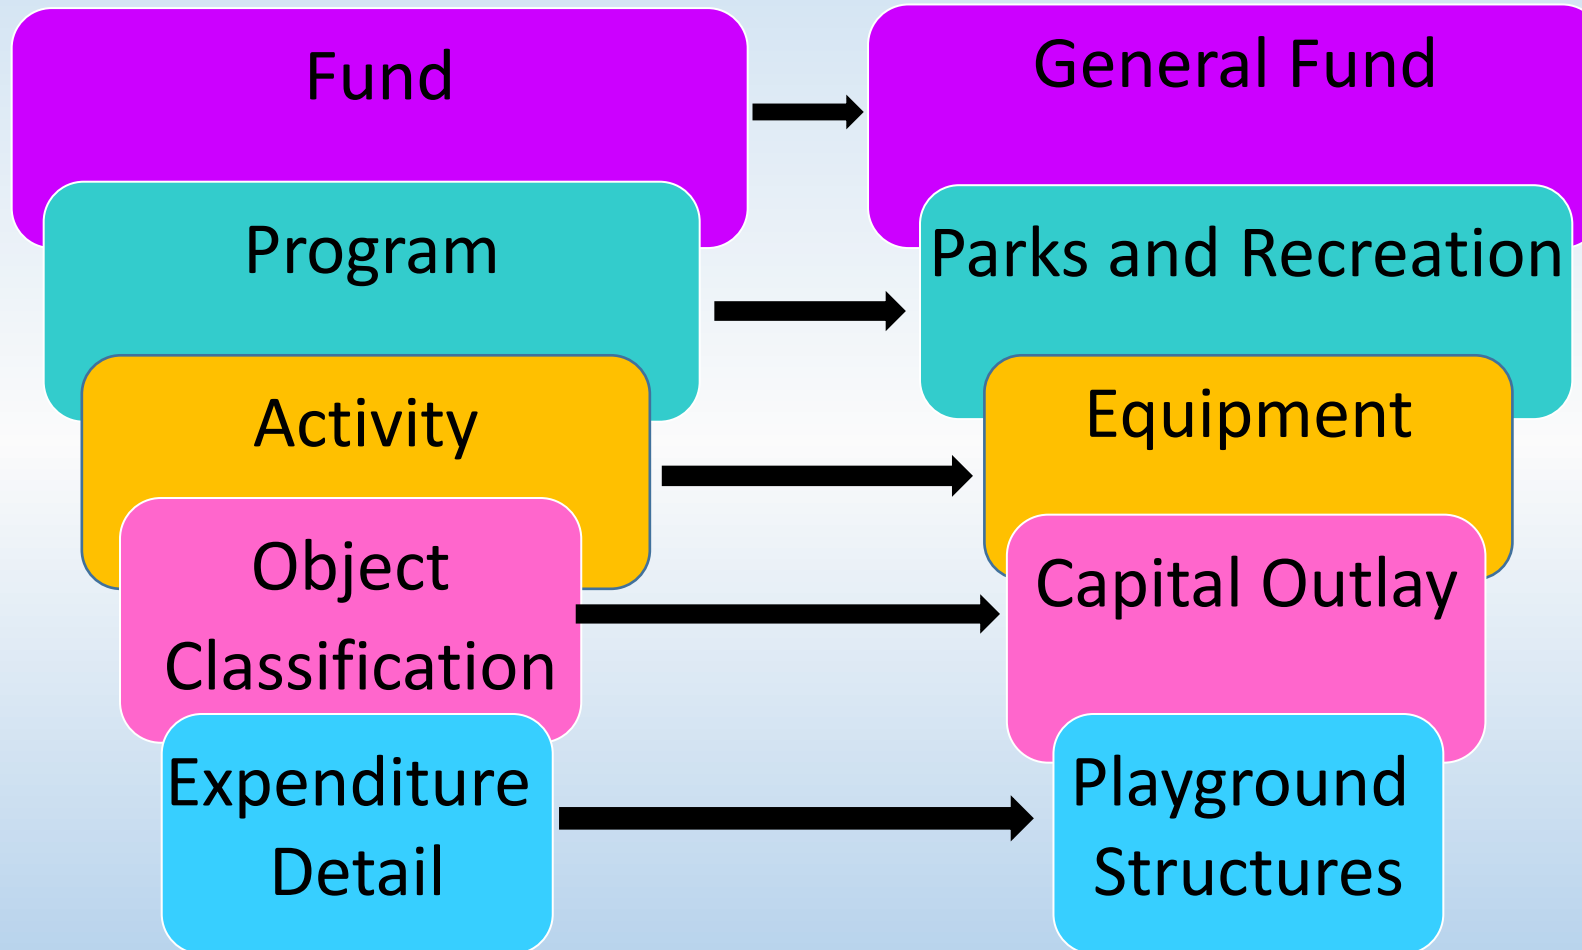 Fund
General Fund
Program
Parks and Recreation
Activity
Equipment
Object
Classification
Capital Outlay
Expenditure
Detail
Playground
Structures